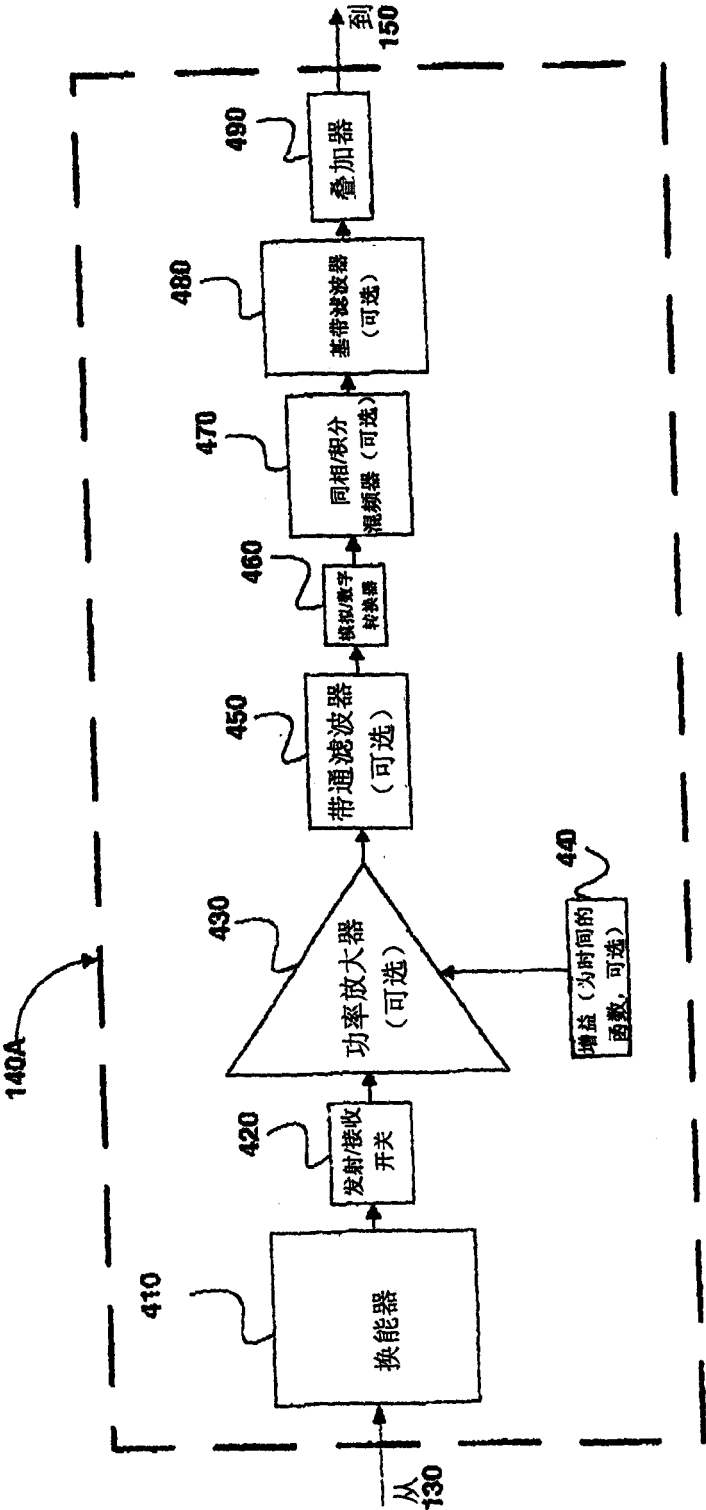 140A
从
130
410
换能器
420
发射/接收
开关
430
功率放大器
（可选）
440
增益（为时间的
函数，可选）
450
带通滤波器
（可选）
460
模拟/数字
转换器
470
同相/积分
混频器（可选）
480
基带滤波器
（可选）
490
叠加器
到
150